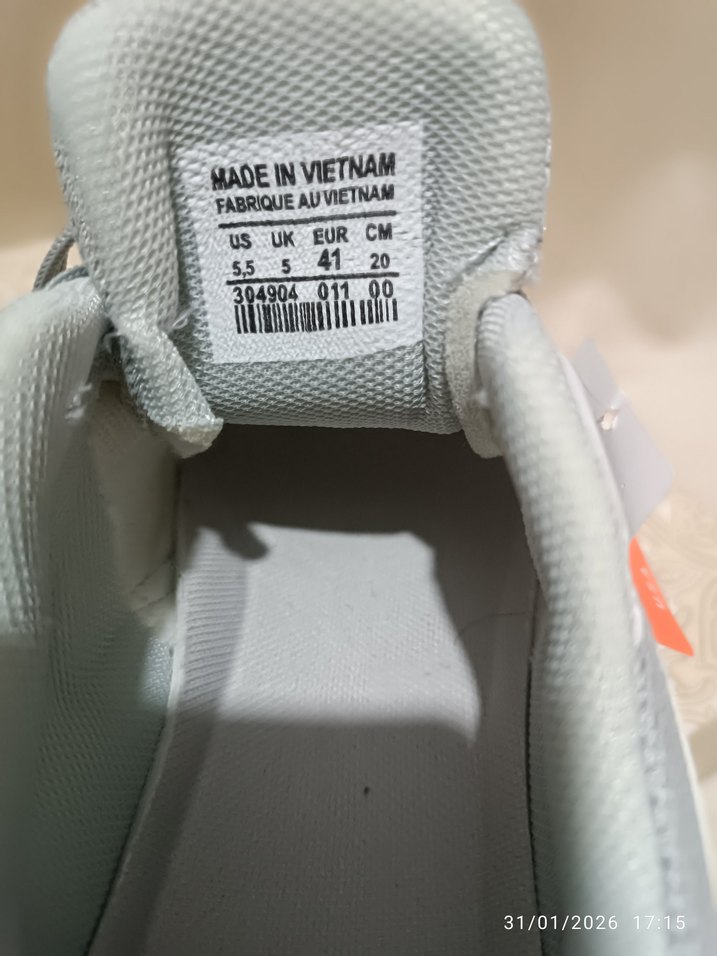 MADE IN VIETNAM
FABRIQUE AU VIETNAM
US UK EUR CM
5,5 5 41 20
304904 011 00
31/01/2026 17:15